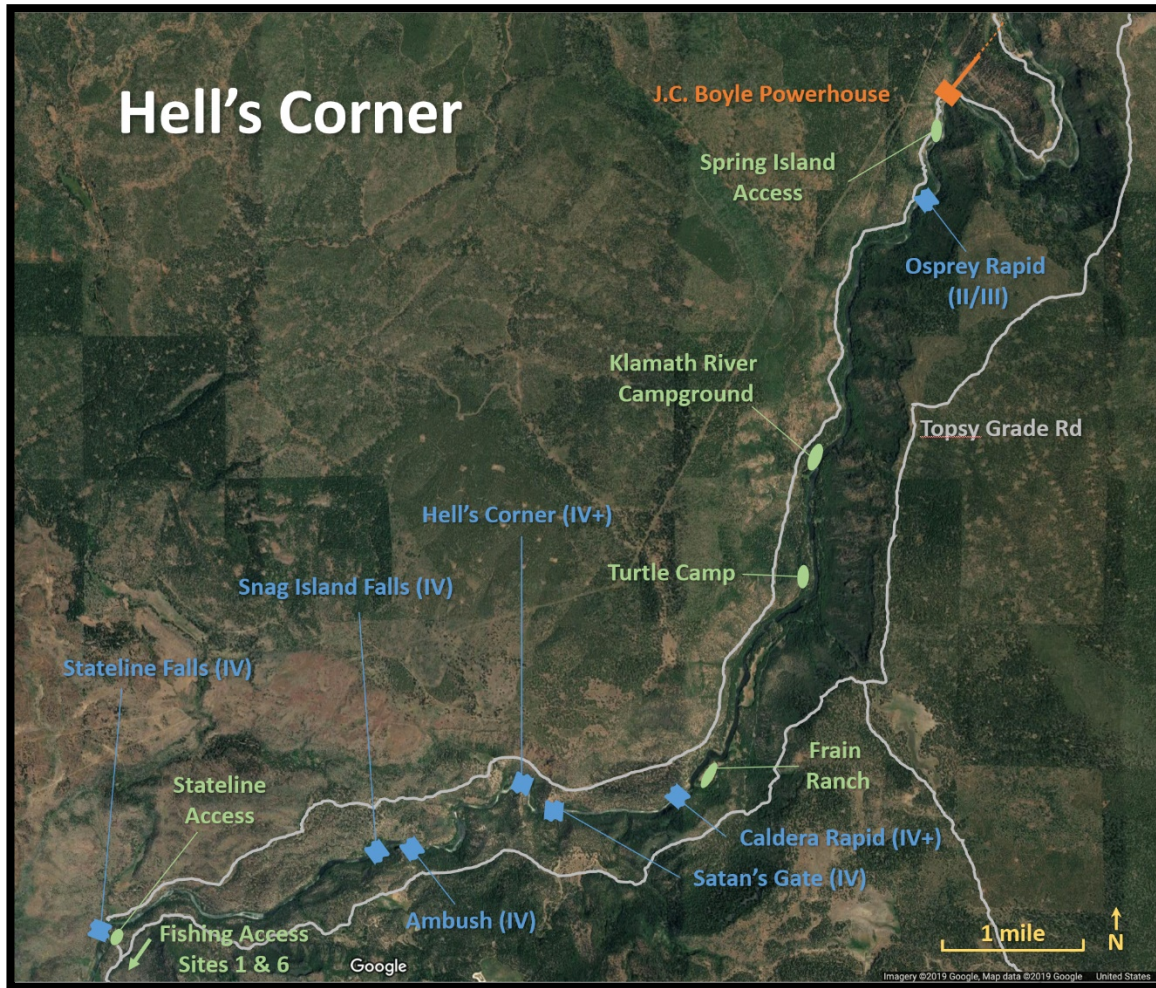 Hell's Corner
J.C. Boyle Powerhouse
Spring Island
Access
Osprey Rapid
(II/III)
Klamath River
Campground
Topsy Grade Rd
Hell's Corner (IV+)
Turtle Camp
Snag Island Falls (IV)
Stateline Falls (IV)
Frain
Ranch
Stateline
Access
Caldera Rapid (IV+)
Satan's Gate (IV)
Ambush (IV)
Fishing Access
Sites 1 & 6
1 mile
N
Google
Imagery ©2019 Google, Map data ©2019 Google United States